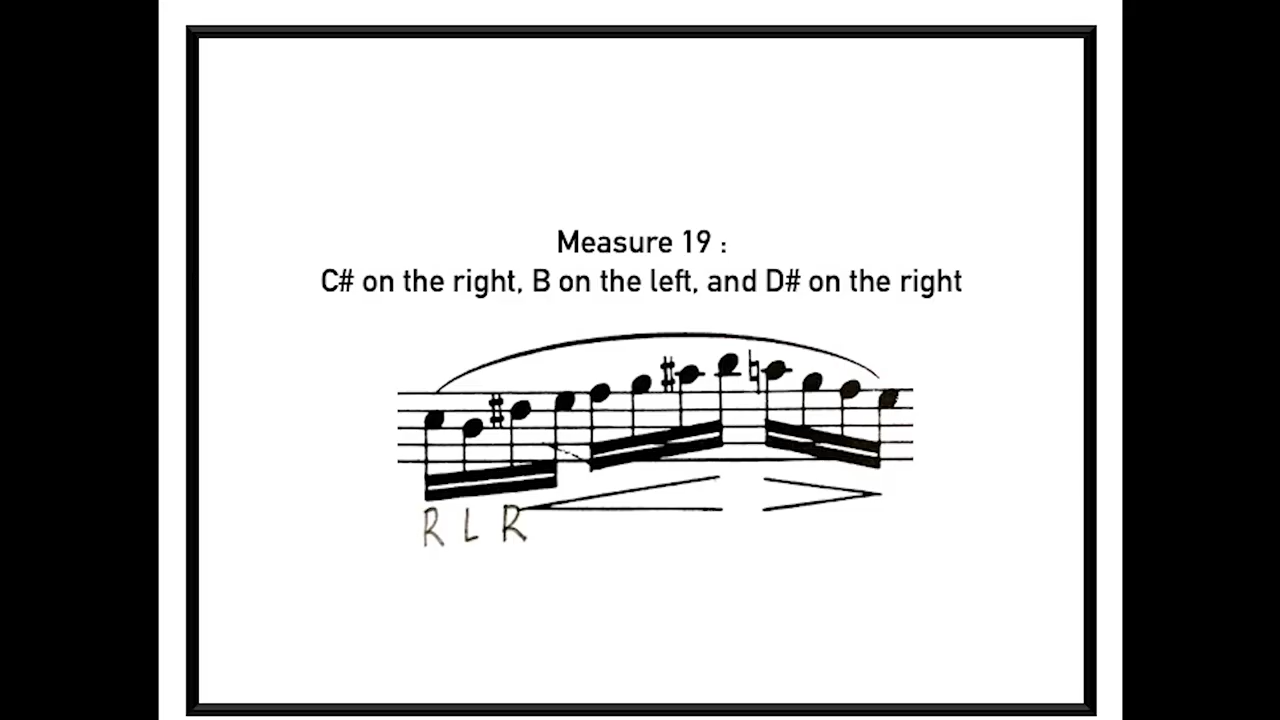 Measure 19 :
C# on the right, B on the left, and D# on the right
R L R